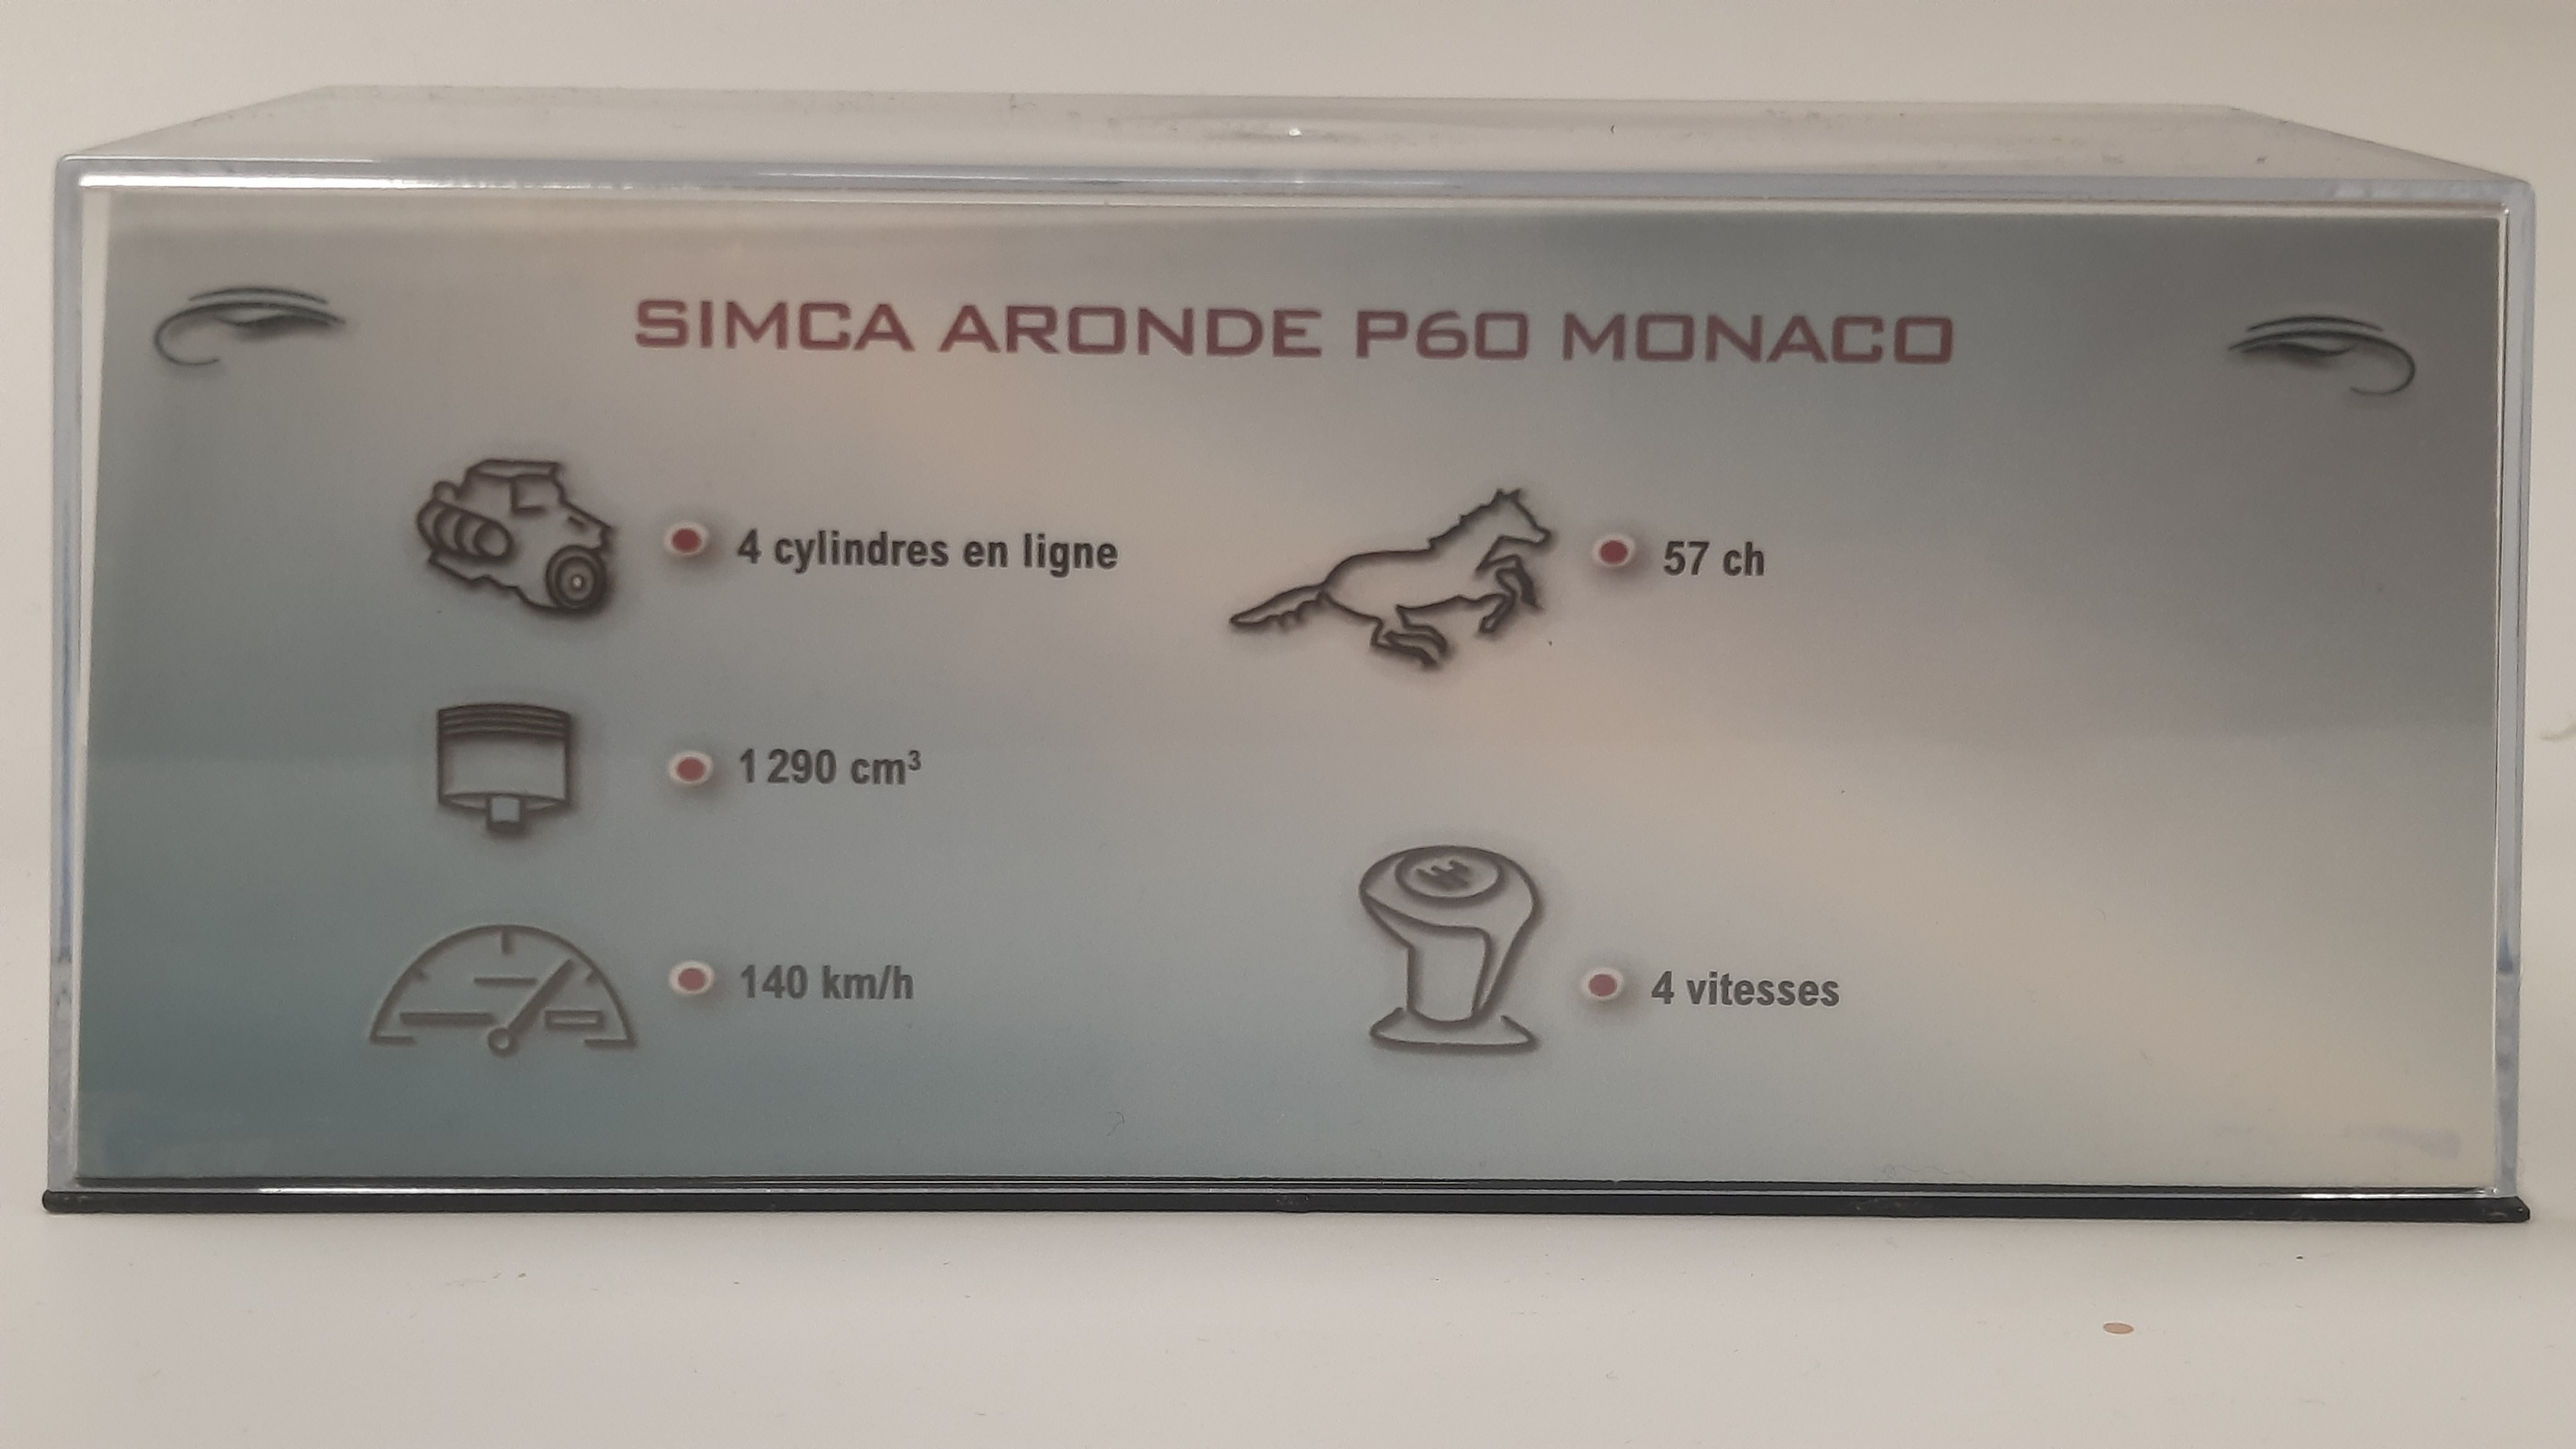 SIMCA ARONDE P60 MONACO
4 cylindres en ligne
57 ch
1 290 cm³
140 km/h
4 vitesses